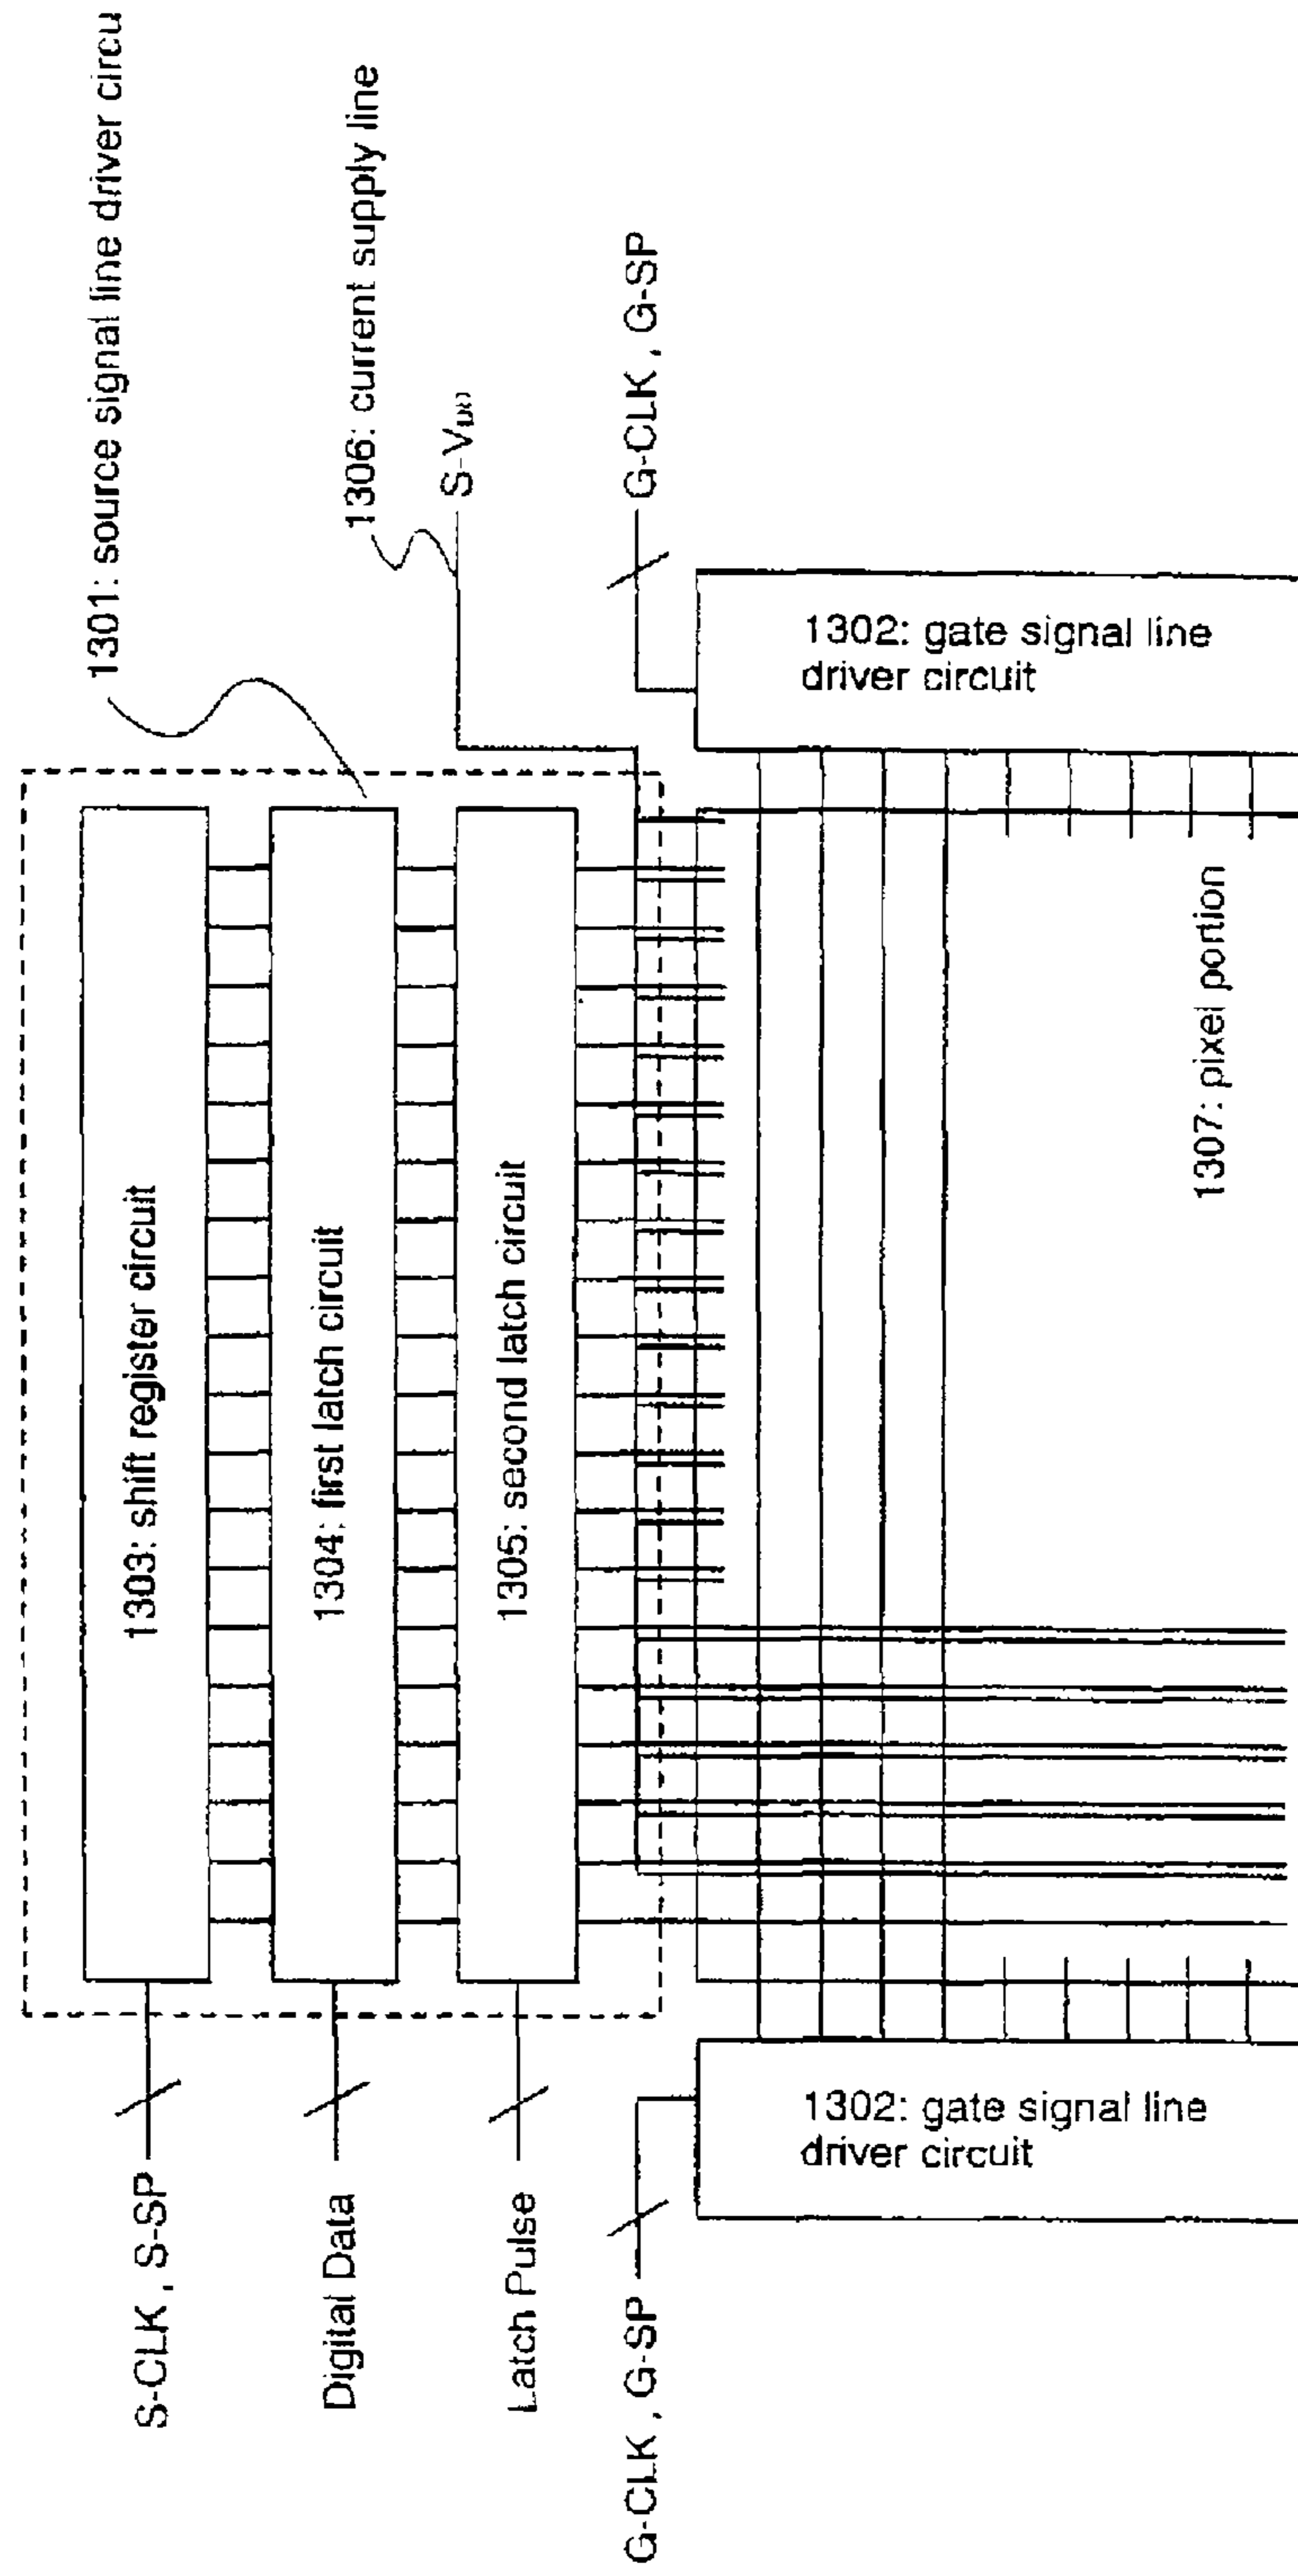 1301: source signal line driver circu
1306: current supply line
S-VDD
G-CLK, G-SP
1303: shift register circuit
1304: first latch circuit
1305: second latch circuit
1302: gate signal line
driver circuit
1307: pixel portion
S-CLK, S-SP
Digital Data
Latch Pulse
G-CLK, G-SP
1302: gate signal line
driver circuit